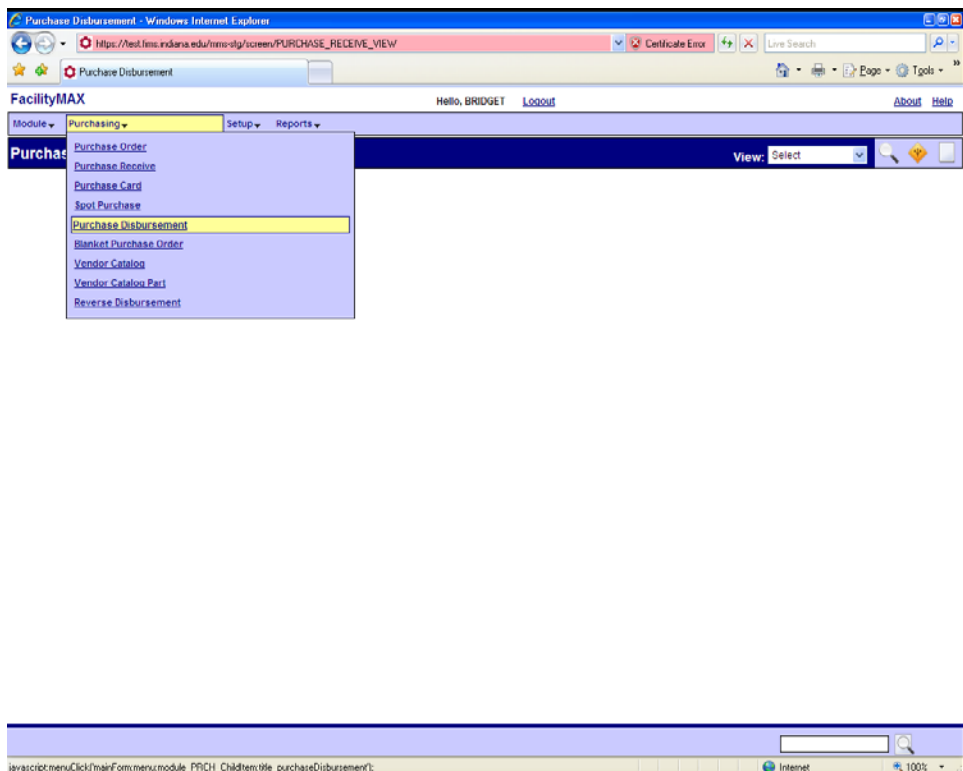 Purchase Disbursement - Windows Internet Explorer
https://test.fms.indiana.edu/mms-stg/screen/PURCHASE_RECEIVE_VIEW Certificate Error Live Search
Purchase Disbursement Page Tools
FacilityMAX Hello, BRIDGET Logout About Help
Module Purchasing Setup Reports
Purchas View: Select
Purchase Order
Purchase Receive
Purchase Card
Spot Purchase
Purchase Disbursement
Blanket Purchase Order
Vendor Catalog
Vendor Catalog Part
Reverse Disbursement
javascript:menuClick('mainForm:menu:module_PRCH_ChildItem:title_purchaseDisbursement'); Internet 100%